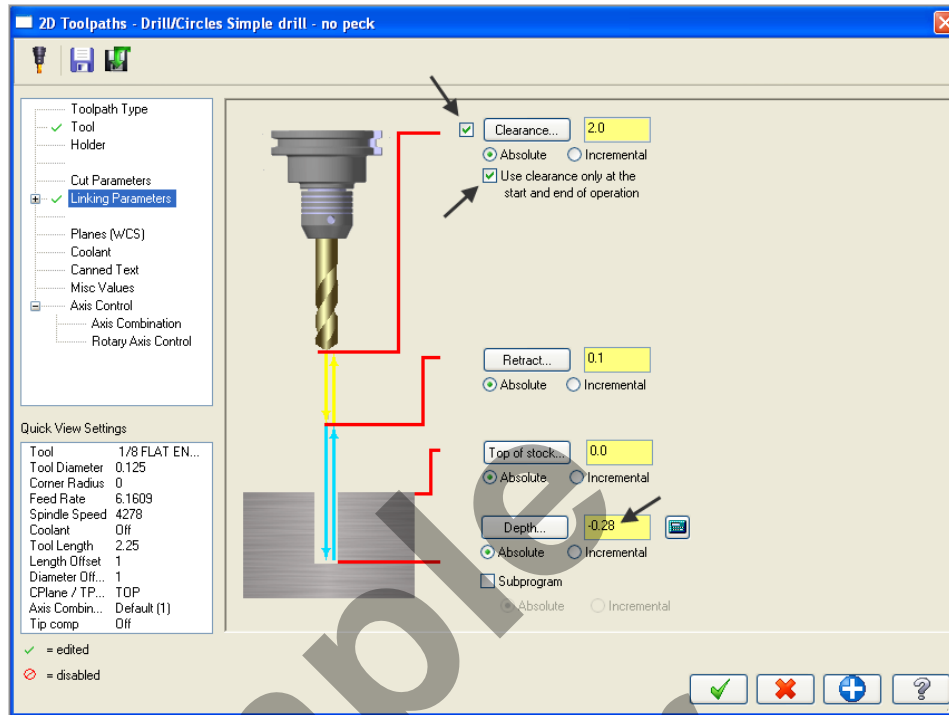 2D Toolpaths - Drill/Circles Simple drill - no peck
Toolpath Type
Tool
Holder
Cut Parameters
Linking Parameters
Planes (WCS)
Coolant
Canned Text
Misc Values
Axis Control
Axis Combination
Rotary Axis Control
Clearance... 2.0
Absolute Incremental
Use clearance only at the
start and end of operation
Retract... 0.1
Absolute Incremental
Top of stock... 0.0
Absolute Incremental
Depth... -0.28
Absolute Incremental
Subprogram
Absolute Incremental
Quick View Settings
Tool 1/8 FLAT EN...
Tool Diameter 0.125
Corner Radius 0
Feed Rate 6.1609
Spindle Speed 4278
Coolant Off
Tool Length 2.25
Length Offset 1
Diameter Off... 1
CPlane / TP... TOP
Axis Combin... Default (1)
Tip comp Off
= edited
= disabled